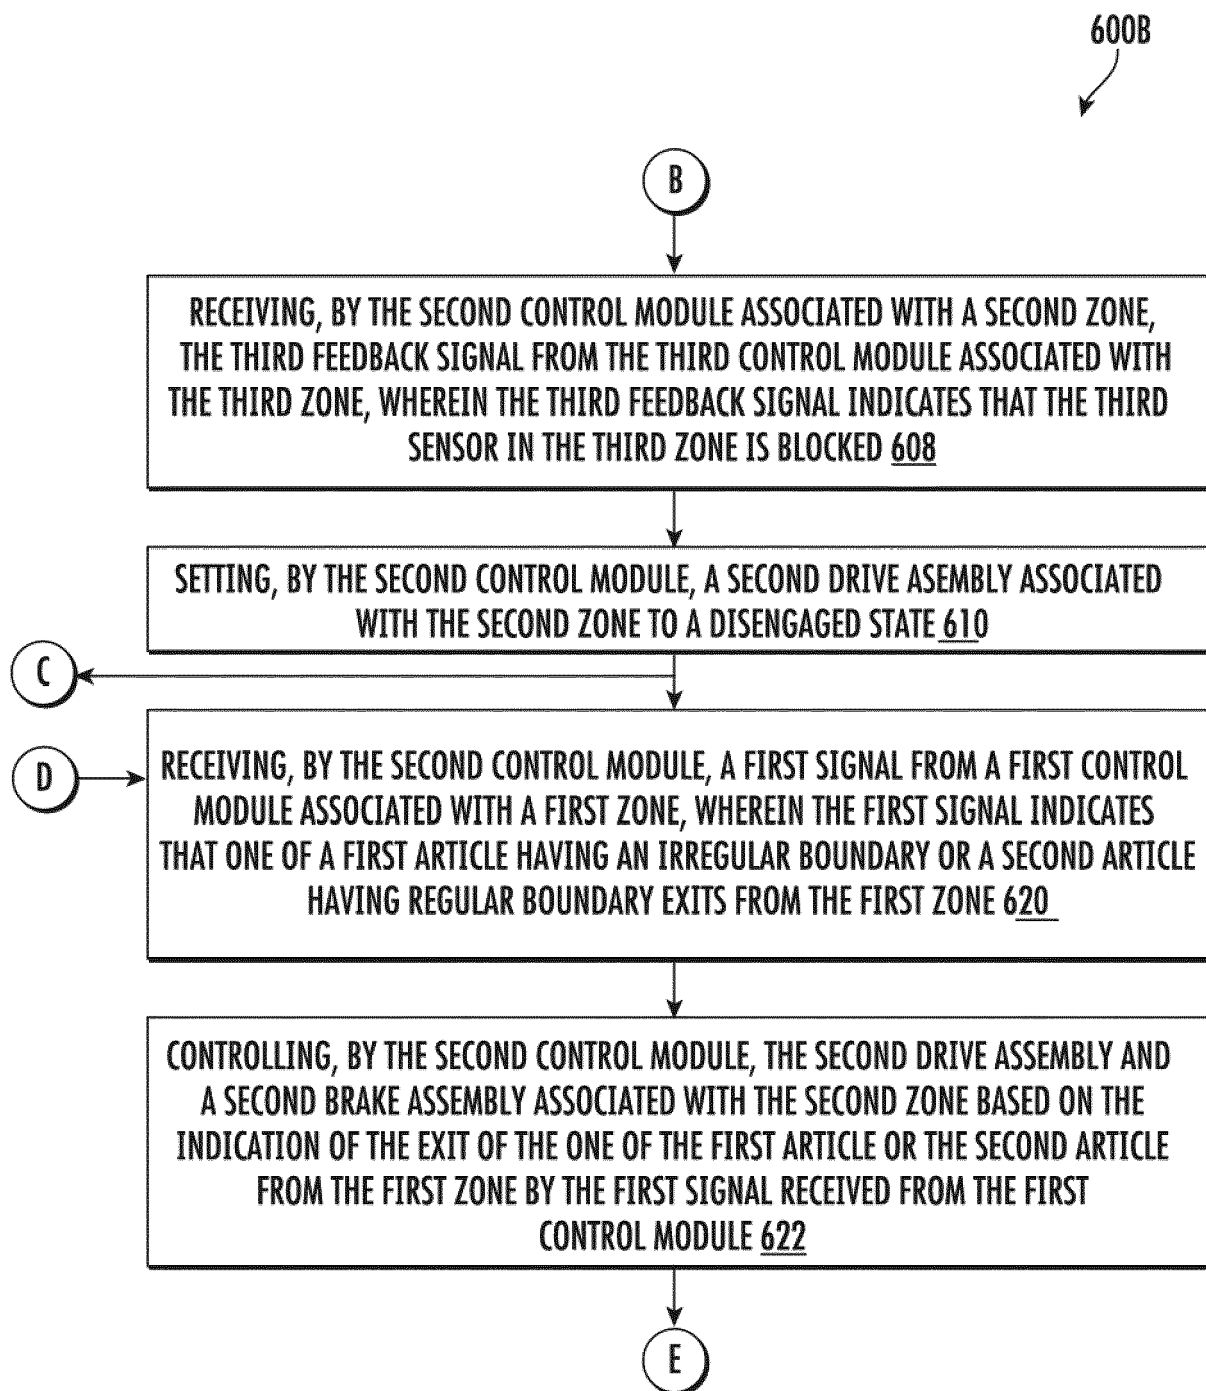 600B
B
RECEIVING, BY THE SECOND CONTROL MODULE ASSOCIATED WITH A SECOND ZONE,
THE THIRD FEEDBACK SIGNAL FROM THE THIRD CONTROL MODULE ASSOCIATED WITH
THE THIRD ZONE, WHEREIN THE THIRD FEEDBACK SIGNAL INDICATES THAT THE THIRD
SENSOR IN THE THIRD ZONE IS BLOCKED 608
SETTING, BY THE SECOND CONTROL MODULE, A SECOND DRIVE ASEMBLY ASSOCIATED
WITH THE SECOND ZONE TO A DISENGAGED STATE 610
C
D
RECEIVING, BY THE SECOND CONTROL MODULE, A FIRST SIGNAL FROM A FIRST CONTROL
MODULE ASSOCIATED WITH A FIRST ZONE, WHEREIN THE FIRST SIGNAL INDICATES
THAT ONE OF A FIRST ARTICLE HAVING AN IRREGULAR BOUNDARY OR A SECOND ARTICLE
HAVING REGULAR BOUNDARY EXITS FROM THE FIRST ZONE 620
CONTROLLING, BY THE SECOND CONTROL MODULE, THE SECOND DRIVE ASSEMBLY AND
A SECOND BRAKE ASSEMBLY ASSOCIATED WITH THE SECOND ZONE BASED ON THE
INDICATION OF THE EXIT OF THE ONE OF THE FIRST ARTICLE OR THE SECOND ARTICLE
FROM THE FIRST ZONE BY THE FIRST SIGNAL RECEIVED FROM THE FIRST
CONTROL MODULE 622
E